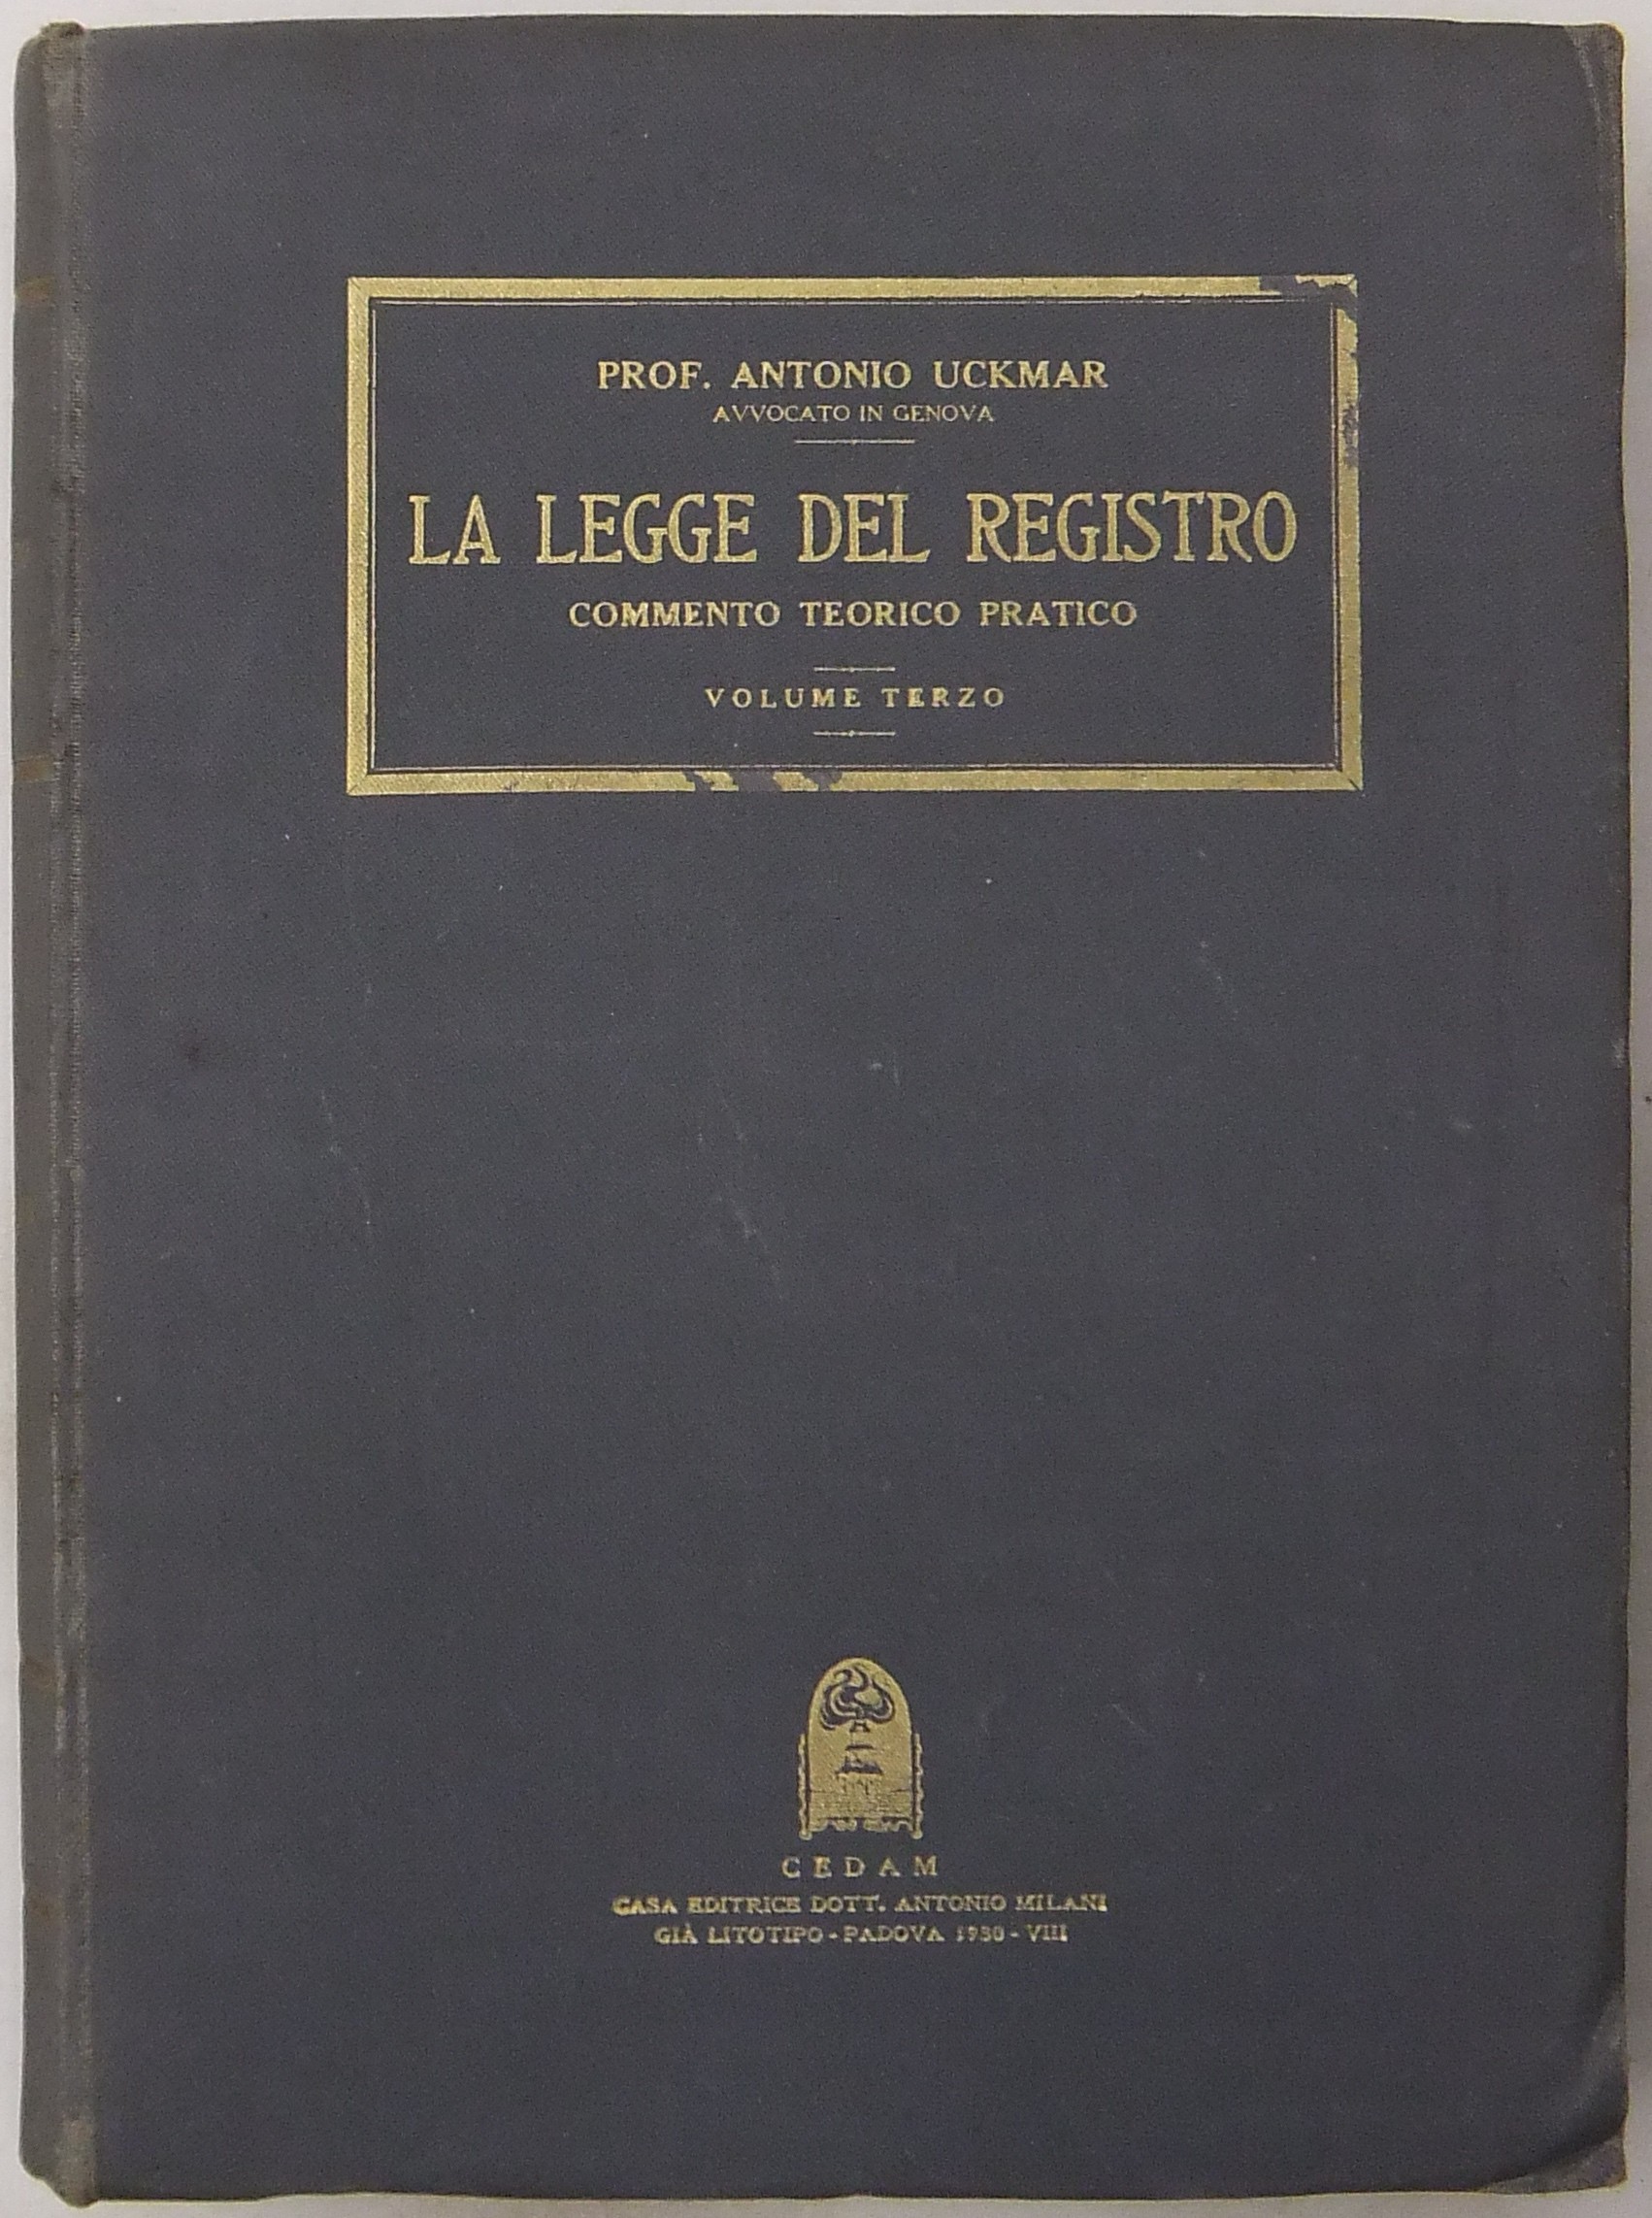 PROF. ANTONIO UCKMAR
AVVOCATO IN GENOVA
LA LEGGE DEL REGISTRO
COMMENTO TEORICO PRATICO
VOLUME TERZO
CEDAM
CASA EDITRICE DOTT. ANTONIO MILANI
GIÀ LITOTIPO - PADOVA 1930 - VIII